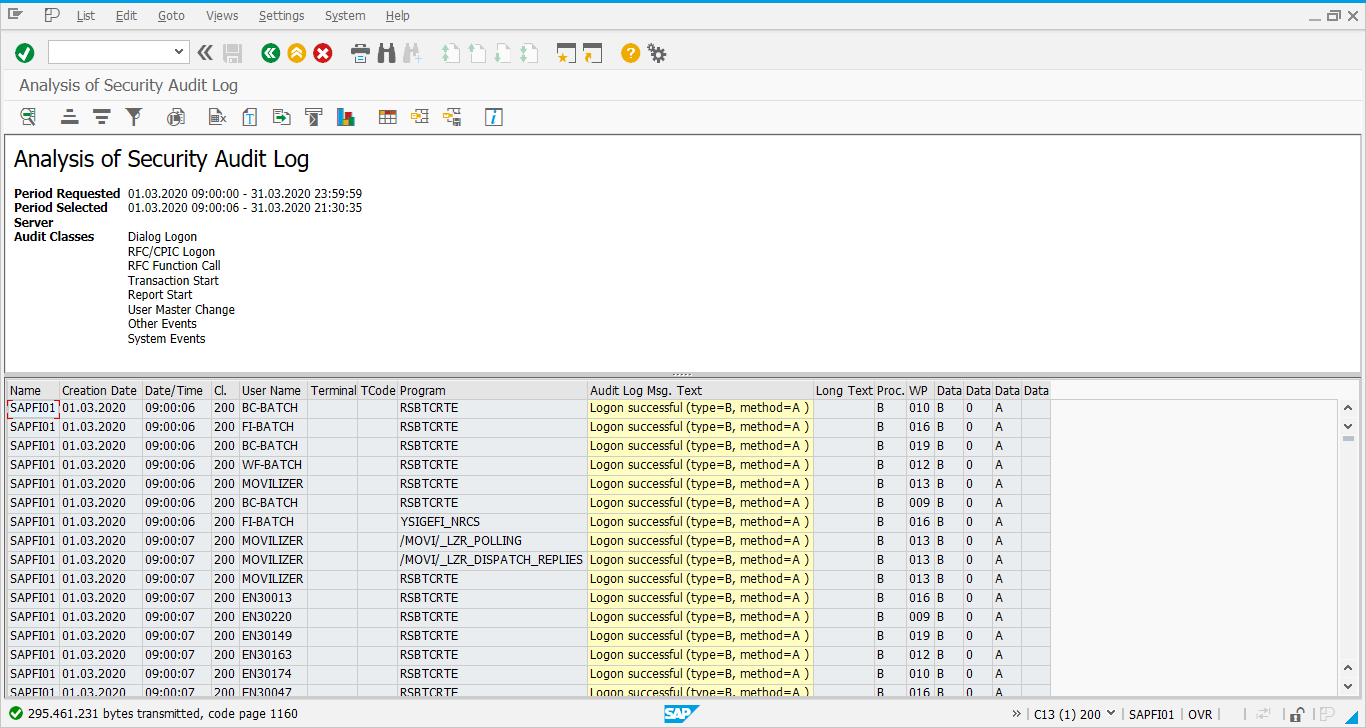 List Edit Goto Views Settings System Help
Analysis of Security Audit Log
Analysis of Security Audit Log
Period Requested 01.03.2020 09:00:00 - 31.03.2020 23:59:59
Period Selected 01.03.2020 09:00:06 - 31.03.2020 21:30:35
Server
Audit Classes Dialog Logon
RFC/CPIC Logon
RFC Function Call
Transaction Start
Report Start
User Master Change
Other Events
System Events
Name Creation Date Date/Time Cl. User Name Terminal TCode Program Audit Log Msg. Text Long Text Proc. WP Data Data Data Data
SAPFI01 01.03.2020 09:00:06 200 BC-BATCH RSBTCRTE Logon successful (type=B, method=A ) B 010 B 0 A
SAPFI01 01.03.2020 09:00:06 200 FI-BATCH RSBTCRTE Logon successful (type=B, method=A ) B 016 B 0 A
SAPFI01 01.03.2020 09:00:06 200 BC-BATCH RSBTCRTE Logon successful (type=B, method=A ) B 019 B 0 A
SAPFI01 01.03.2020 09:00:06 200 WF-BATCH RSBTCRTE Logon successful (type=B, method=A ) B 012 B 0 A
SAPFI01 01.03.2020 09:00:06 200 MOVILIZER RSBTCRTE Logon successful (type=B, method=A ) B 013 B 0 A
SAPFI01 01.03.2020 09:00:06 200 BC-BATCH RSBTCRTE Logon successful (type=B, method=A ) B 009 B 0 A
SAPFI01 01.03.2020 09:00:06 200 FI-BATCH YSIGEFI_NRCS Logon successful (type=B, method=A ) B 016 B 0 A
SAPFI01 01.03.2020 09:00:07 200 MOVILIZER /MOVI/_LZR_POLLING Logon successful (type=B, method=A ) B 013 B 0 A
SAPFI01 01.03.2020 09:00:07 200 MOVILIZER /MOVI/_LZR_DISPATCH_REPLIES Logon successful (type=B, method=A ) B 013 B 0 A
SAPFI01 01.03.2020 09:00:07 200 MOVILIZER RSBTCRTE Logon successful (type=B, method=A ) B 013 B 0 A
SAPFI01 01.03.2020 09:00:07 200 EN30013 RSBTCRTE Logon successful (type=B, method=A ) B 016 B 0 A
SAPFI01 01.03.2020 09:00:07 200 EN30220 RSBTCRTE Logon successful (type=B, method=A ) B 009 B 0 A
SAPFI01 01.03.2020 09:00:07 200 EN30149 RSBTCRTE Logon successful (type=B, method=A ) B 019 B 0 A
SAPFI01 01.03.2020 09:00:07 200 EN30163 RSBTCRTE Logon successful (type=B, method=A ) B 012 B 0 A
SAPFI01 01.03.2020 09:00:07 200 EN30174 RSBTCRTE Logon successful (type=B, method=A ) B 010 B 0 A
SAPFI01 01.03.2020 09:00:07 200 EN30047 RSBTCRTE Logon successful (type=B, method=A ) B 016 B 0 A
295.461.231 bytes transmitted, code page 1160 SAP » C13 (1) 200 SAPFI01 OVR